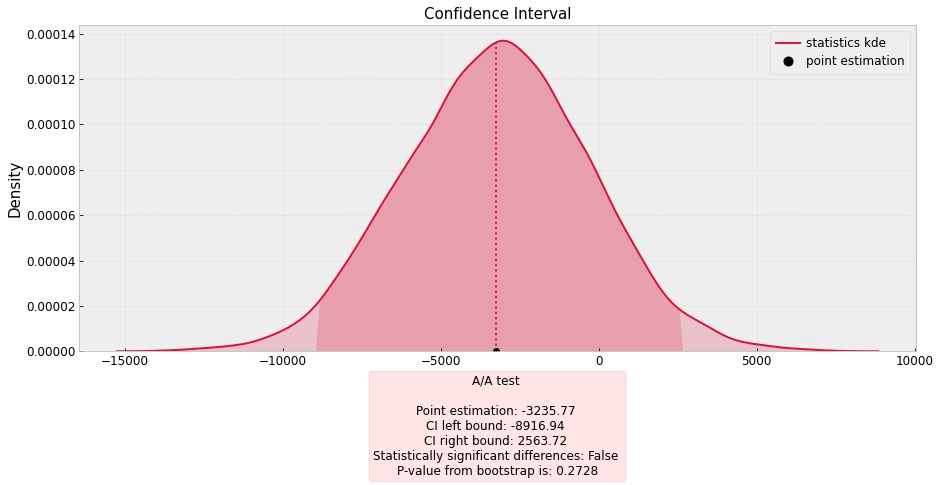 Confidence Interval
statistics kde
point estimation
Density
0.00014
0.00012
0.00010
0.00008
0.00006
0.00004
0.00002
0.00000
−15000
−10000
−5000
0
5000
10000
A/A test
Point estimation: -3235.77
CI left bound: -8916.94
CI right bound: 2563.72
Statistically significant differences: False
P-value from bootstrap is: 0.2728